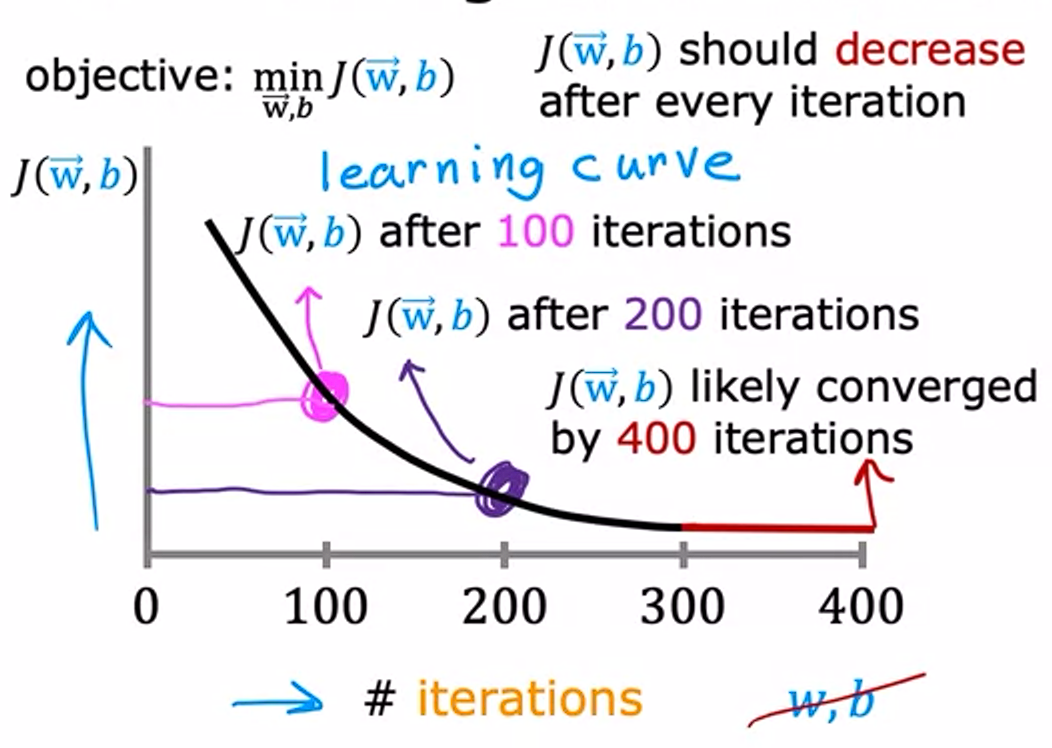 objective: min J(w⃗, b)
w⃗,b
J(w⃗, b) should decrease
after every iteration
J(w⃗, b)
learning curve
J(w⃗, b) after 100 iterations
J(w⃗, b) after 200 iterations
J(w⃗, b) likely converged
by 400 iterations
0 100 200 300 400
# iterations
w, b